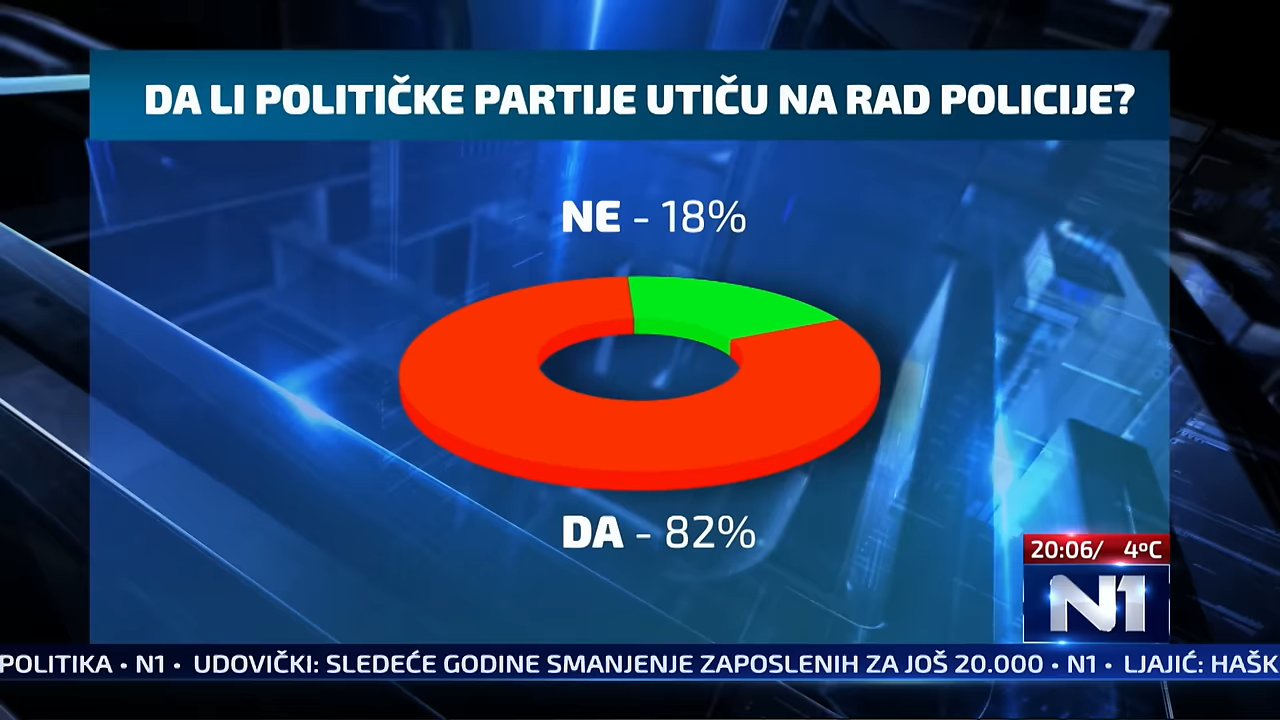 DA LI POLITIČKE PARTIJE UTIČU NA RAD POLICIJE?
NE - 18%
DA - 82%
20:06/ 4ºC
N1
POLITIKA • N1 • UDOVIČKI: SLEDEĆE GODINE SMANJENJE ZAPOSLENIH ZA JOŠ 20.000 • N1 • LJAJIĆ: HAŠK